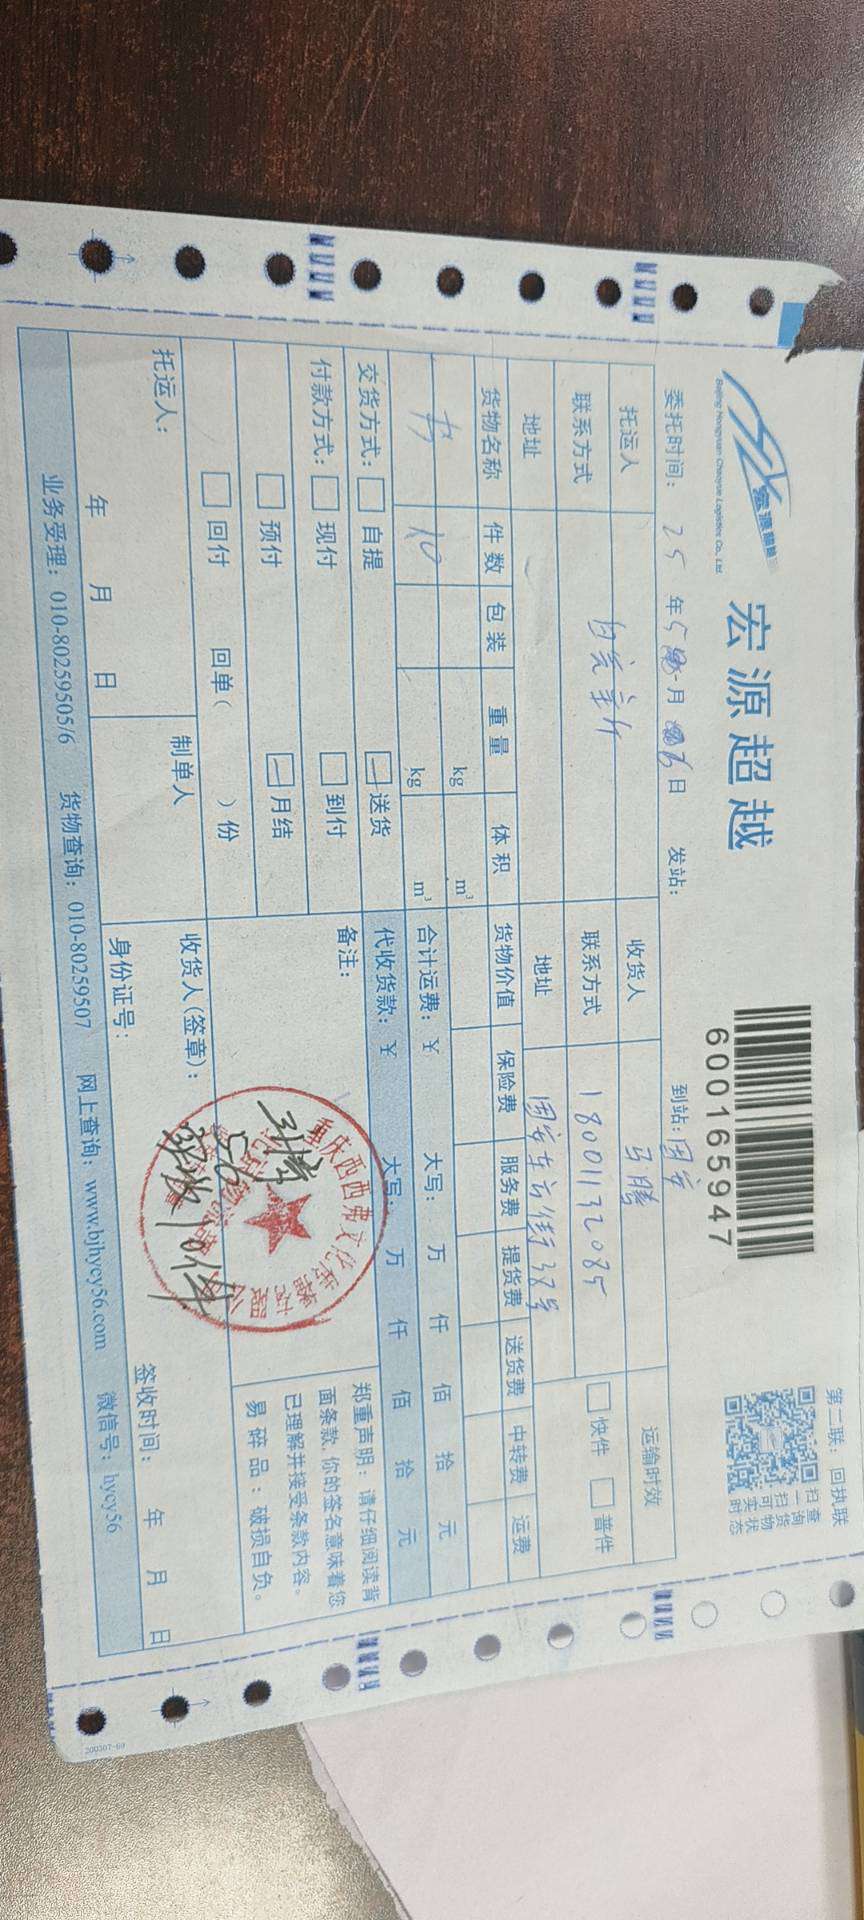 宏源超越
Beijing Hongyuan Chaoyue Logistics Co., Ltd
宏源超越
600165947
第二联：回执联
扫一扫
查询货物
可实时状态
委托时间： 25 年 5 月 日 发站： 到站：固安
托运人 收货人 马腾 运输时效
联系方式 联系方式 18001132085 快件 普件
地址 地址 固安东方街38号
货物名称 件数 包装 重量 体积 货物价值 保险费 服务费 提货费 送货费 中转费 运费
kg m³
书 10 kg m³ 合计运费：￥ 大写： 万 仟 佰 拾 元
交货方式： 自提 送货 代收货款：￥ 大写： 万 仟 佰 拾 元
付款方式： 现付 到付 备注：
预付 月结
回付 回单（ ）份
郑重声明：请仔细阅读背
面条款,你的签名意味着您
已理解并接受条款内容。
易碎品：破损自负。
托运人： 制单人 收货人(签章)：
年 月 日 身份证号： 签收时间： 年 月 日
业务受理：010-80259505/6 货物查询：010-80259507 网上查询：www.bjhycy56.com 微信号：hycy56